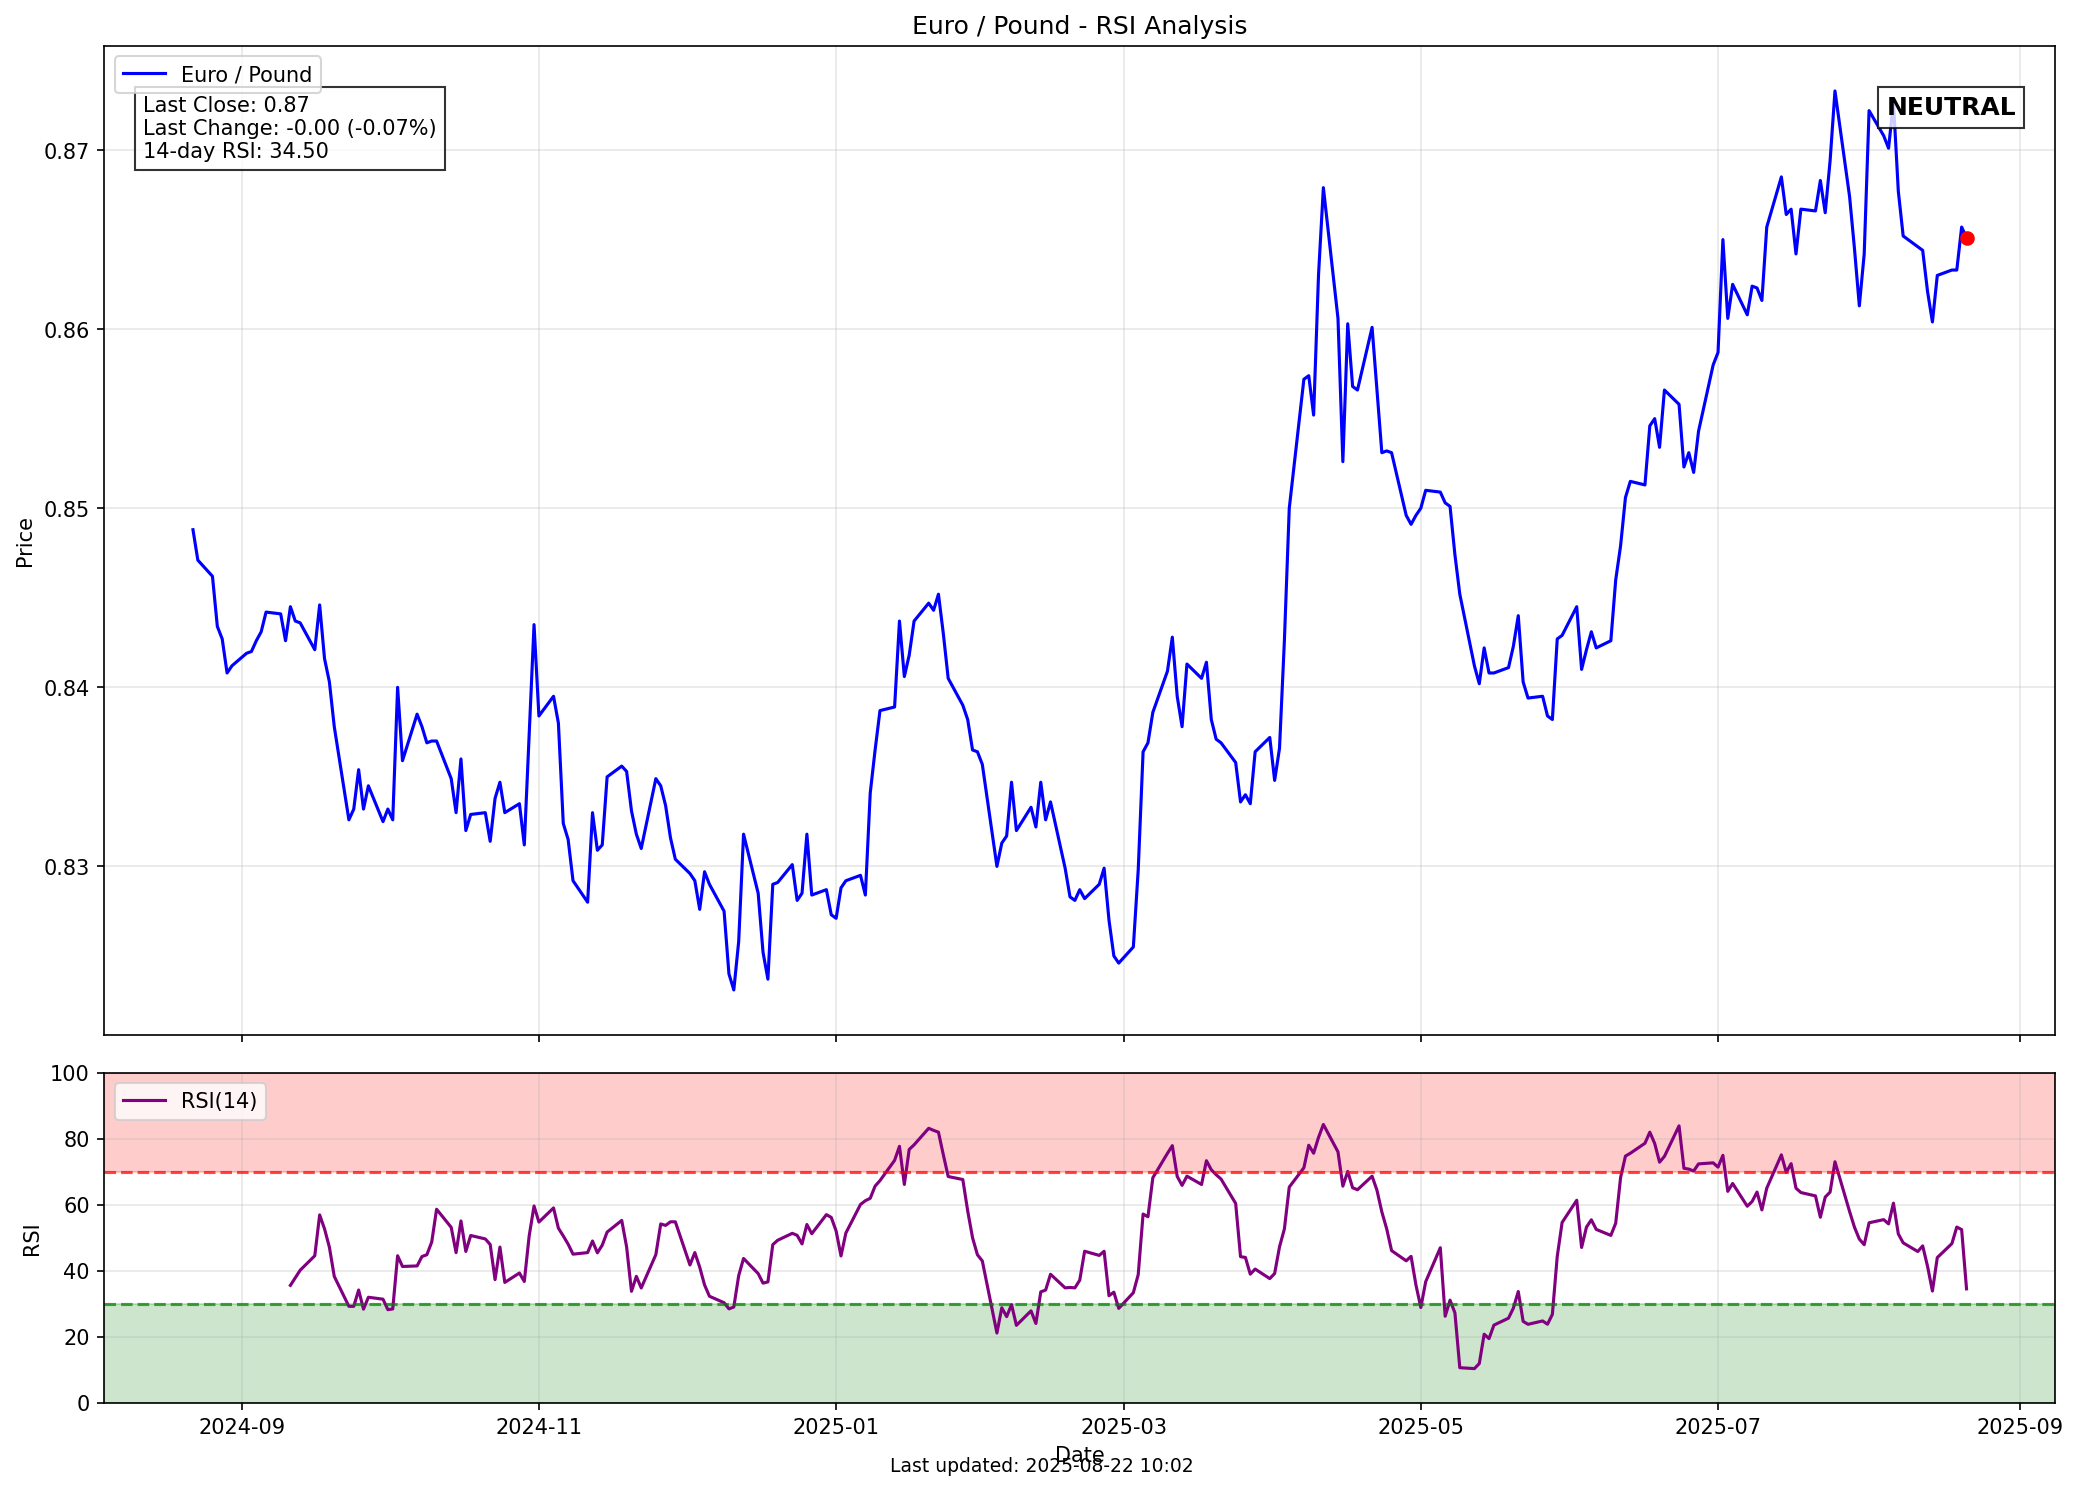 Euro / Pound - RSI Analysis
Euro / Pound
Last Close: 0.87
Last Change: -0.00 (-0.07%)
14-day RSI: 34.50
NEUTRAL
0.87
0.86
0.85
0.84
0.83
Price
RSI(14)
100
80
60
40
20
0
RSI
2024-09
2024-11
2025-01
2025-03
2025-05
2025-07
2025-09
Date
Last updated: 2025-08-22 10:02